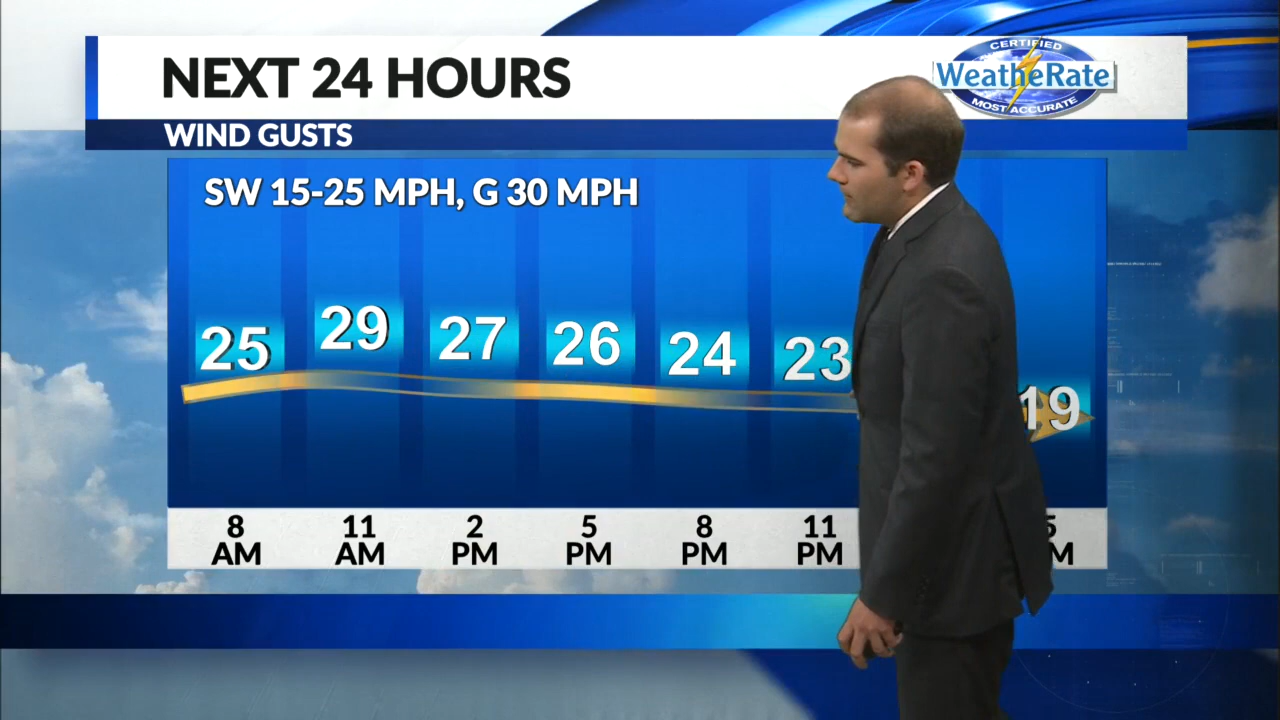 NEXT 24 HOURS
CERTIFIED
WeatheRate
MOST ACCURATE
WIND GUSTS
SW 15-25 MPH, G 30 MPH
25 29 27 26 24 23 19
8 11 2 5 8 11 5
AM AM PM PM PM PM M